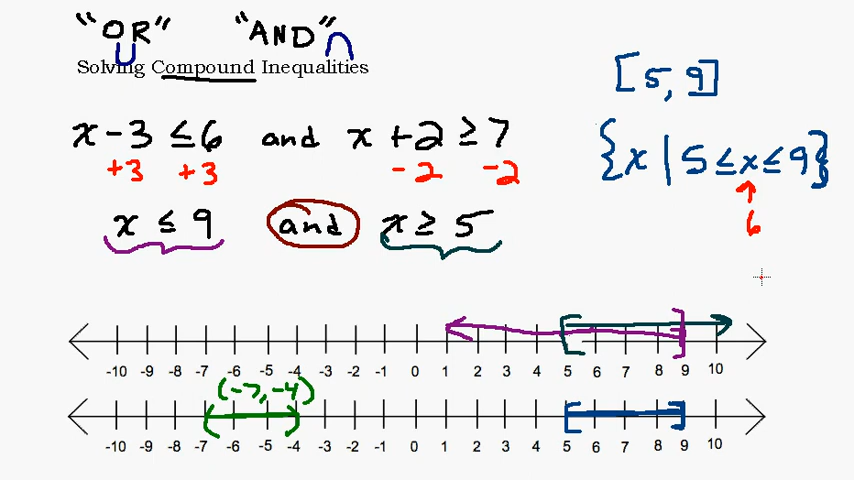 “OR” “AND” ∩
∪
Solving Compound Inequalities
[5, 9]
x - 3 ≤ 6 and x + 2 ≥ 7
{x | 5 ≤ x ≤ 9}
+3 +3 -2 -2
6
x ≤ 9 and x ≥ 5
-10 -9 -8 -7 -6 -5 -4 -3 -2 -1 0 1 2 3 4 5 6 7 8 9 10
(-7, -4)
-10 -9 -8 -7 -6 -5 -4 -3 -2 -1 0 1 2 3 4 5 6 7 8 9 10